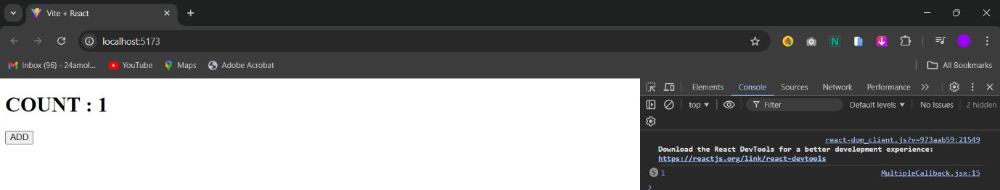 Vite + React
localhost:5173
Inbox (96) - 24amol...
YouTube
Maps
Adobe Acrobat
All Bookmarks
COUNT : 1
ADD
Elements
Console
Sources
Network
Performance
top
Filter
Default levels
No Issues
2 hidden
react-dom_client.js?v=973aab59:21549
Download the React DevTools for a better development experience:
https://reactjs.org/link/react-devtools
5 1 MultipleCallback.jsx:15